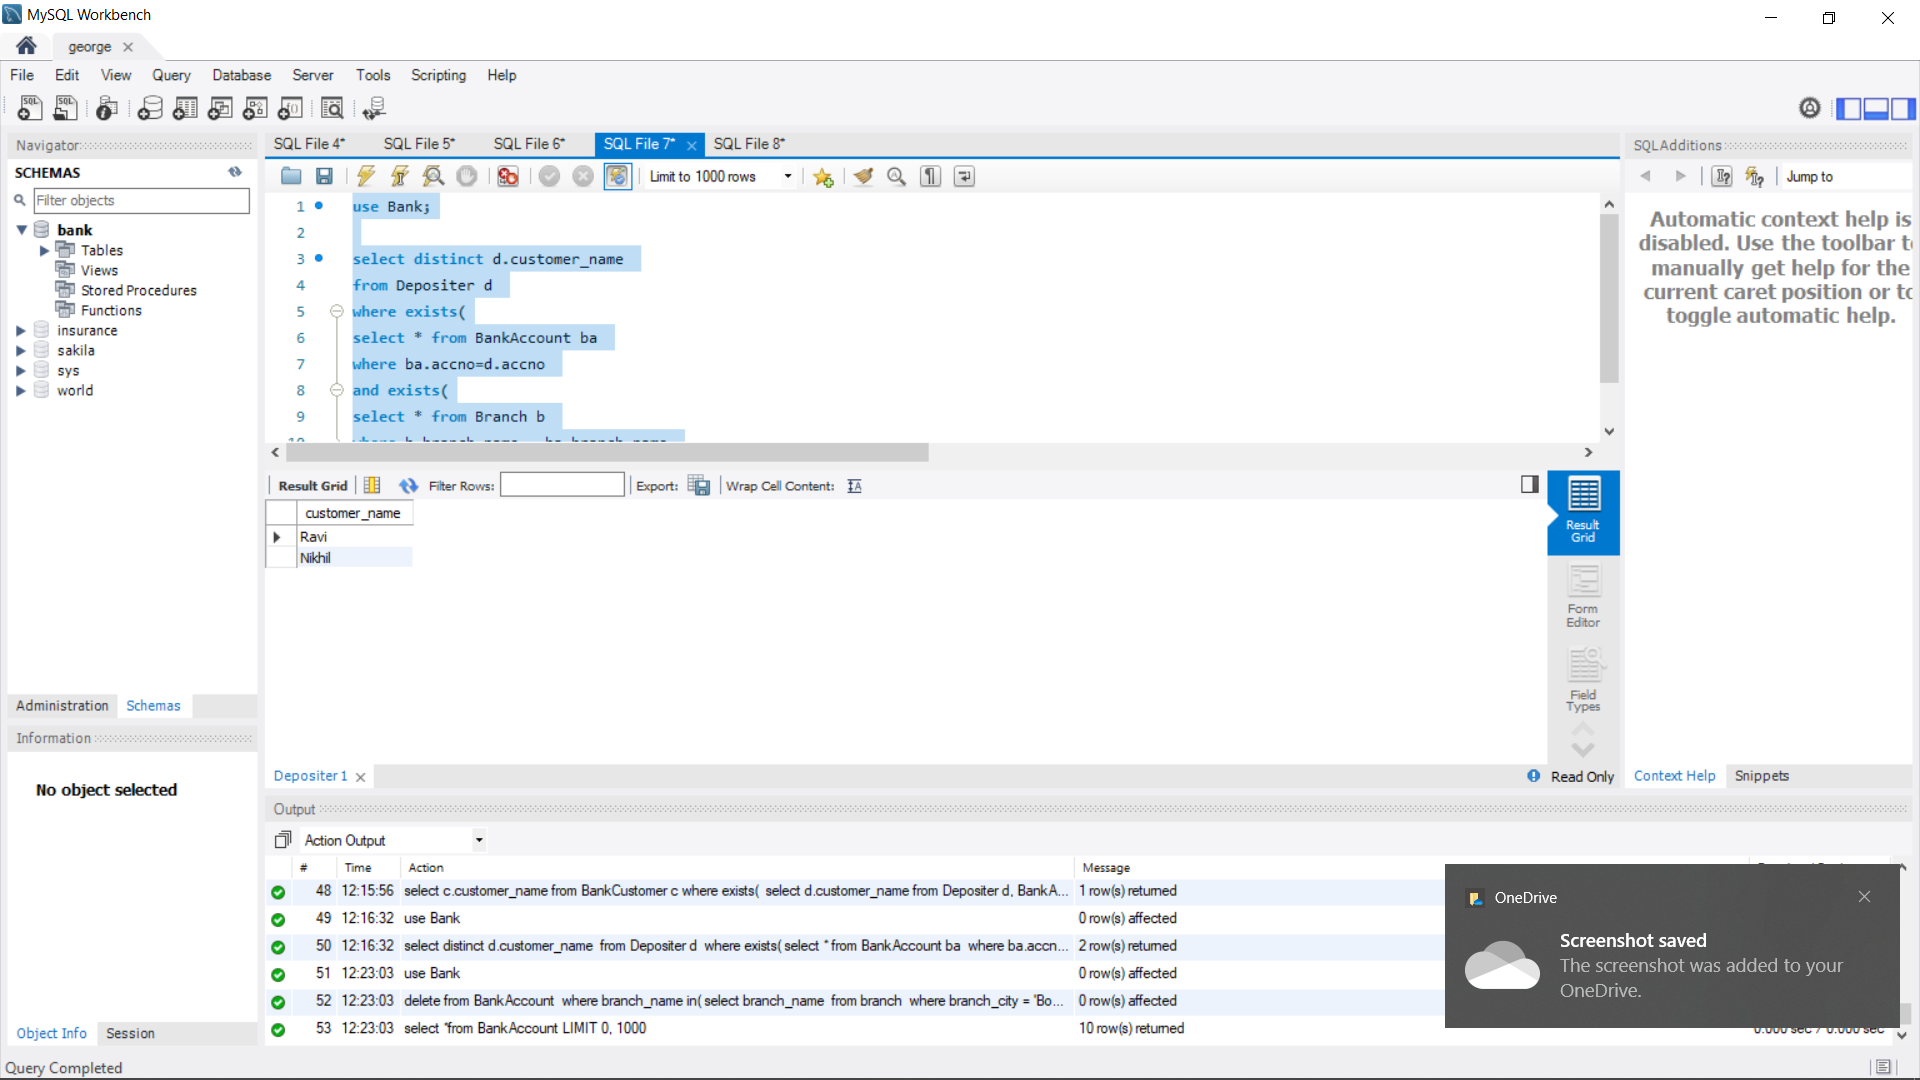 MySQL Workbench
george
File Edit View Query Database Server Tools Scripting Help
Navigator
SCHEMAS
Filter objects
bank
Tables
Views
Stored Procedures
Functions
insurance
sakila
sys
world
Administration Schemas
Information
No object selected
Object Info Session
SQL File 4* SQL File 5* SQL File 6* SQL File 7* SQL File 8*
Limit to 1000 rows
1 use Bank;
2
3 select distinct d.customer_name
4 from Depositer d
5 where exists(
6 select * from BankAccount ba
7 where ba.accno=d.accno
8 and exists(
9 select * from Branch b
Result Grid Filter Rows: Export: Wrap Cell Content:
customer_name
Ravi
Nikhil
Result Grid
Form Editor
Field Types
Depositer 1 Read Only
SQLAdditions
Jump to
Automatic context help is
disabled. Use the toolbar t
manually get help for the
current caret position or to
toggle automatic help.
Context Help Snippets
Output
Action Output
# Time Action Message
48 12:15:56 select c.customer_name from BankCustomer c where exists( select d.customer_name from Depositer d, BankA... 1 row(s) returned
49 12:16:32 use Bank 0 row(s) affected
50 12:16:32 select distinct d.customer_name from Depositer d where exists( select * from BankAccount ba where ba.accn... 2 row(s) returned
51 12:23:03 use Bank 0 row(s) affected
52 12:23:03 delete from BankAccount where branch_name in( select branch_name from branch where branch_city = 'Bo... 0 row(s) affected
53 12:23:03 select *from BankAccount LIMIT 0, 1000 10 row(s) returned
OneDrive
Screenshot saved
The screenshot was added to your
OneDrive.
Query Completed